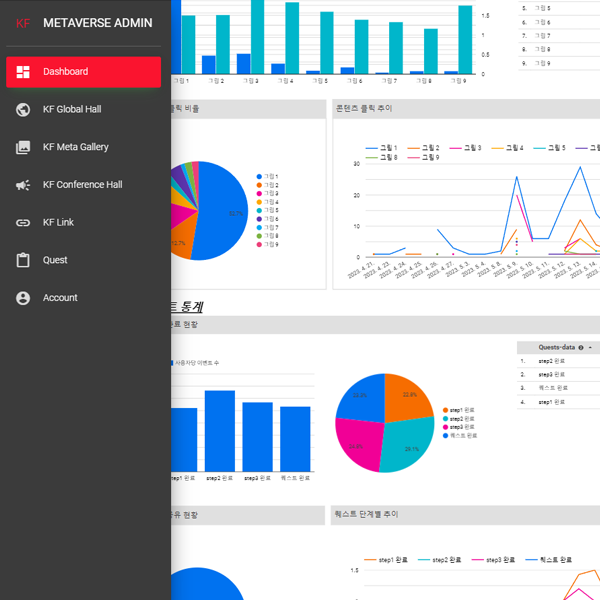 KF METAVERSE ADMIN
Dashboard
KF Global Hall
KF Meta Gallery
KF Conference Hall
KF Link
Quest
Account
그림 1 그림 2 그림 3 그림 4 그림 5 그림 6 그림 7 그림 8 그림 9
1.5
1
0.5
0
5. 그림 5
6. 그림 6
7. 그림 7
8. 그림 8
9. 그림 9
클릭 비율
그림 1
그림 2
그림 3
그림 4
그림 5
그림 6
그림 7
그림 8
그림 9
52.7%
12.7%
콘텐츠 클릭 추이
그림 1 그림 2 그림 3 그림 4 그림 5
그림 8 그림 9
30
20
10
0
2023. 4. 21. 2023. 4. 23. 2023. 4. 24. 2023. 4. 25. 2023. 4. 26. 2023. 4. 27. 2023. 5. 1. 2023. 5. 3. 2023. 5. 8. 2023. 5. 9. 2023. 5. 10. 2023. 5. 11. 2023. 5. 12. 2023. 5. 13. 2023. 5. 14.
트 통계
완료 현황
사용자당 이벤트 수
step1 완료 step2 완료 step3 완료 퀘스트 완료
22.8%
29.1%
step1 완료
step2 완료
step3 완료
퀘스트 완료
Quests-data
1. step2 완료
2. step3 완료
3. 퀘스트 완료
4. step1 완료
유 현황
퀘스트 단계별 추이
step1 완료 step2 완료 step3 완료 퀘스트 완료
1.5
1